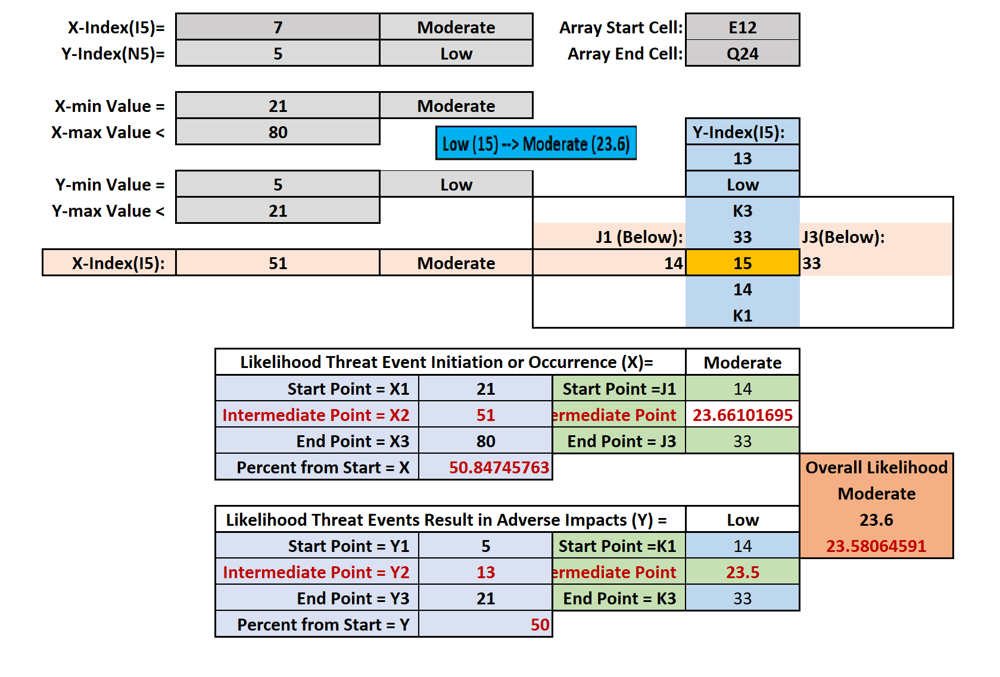 X-Index(I5)= 7 Moderate Array Start Cell: E12
Y-Index(N5)= 5 Low Array End Cell: Q24
X-min Value = 21 Moderate
X-max Value < 80 Y-Index(I5):
Low (15) --> Moderate (23.6)
13
Y-min Value = 5 Low Low
Y-max Value < 21 K3
J1 (Below): 33 J3(Below):
X-Index(I5): 51 Moderate 14 15 33
14
K1
Likelihood Threat Event Initiation or Occurrence (X)= Moderate
Start Point = X1 21 Start Point =J1 14
Intermediate Point = X2 51 ermediate Point 23.66101695
End Point = X3 80 End Point = J3 33
Percent from Start = X 50.84745763 Overall Likelihood
Moderate
Likelihood Threat Events Result in Adverse Impacts (Y) = Low 23.6
Start Point = Y1 5 Start Point =K1 14 23.58064591
Intermediate Point = Y2 13 ermediate Point 23.5
End Point = Y3 21 End Point = K3 33
Percent from Start = Y 50